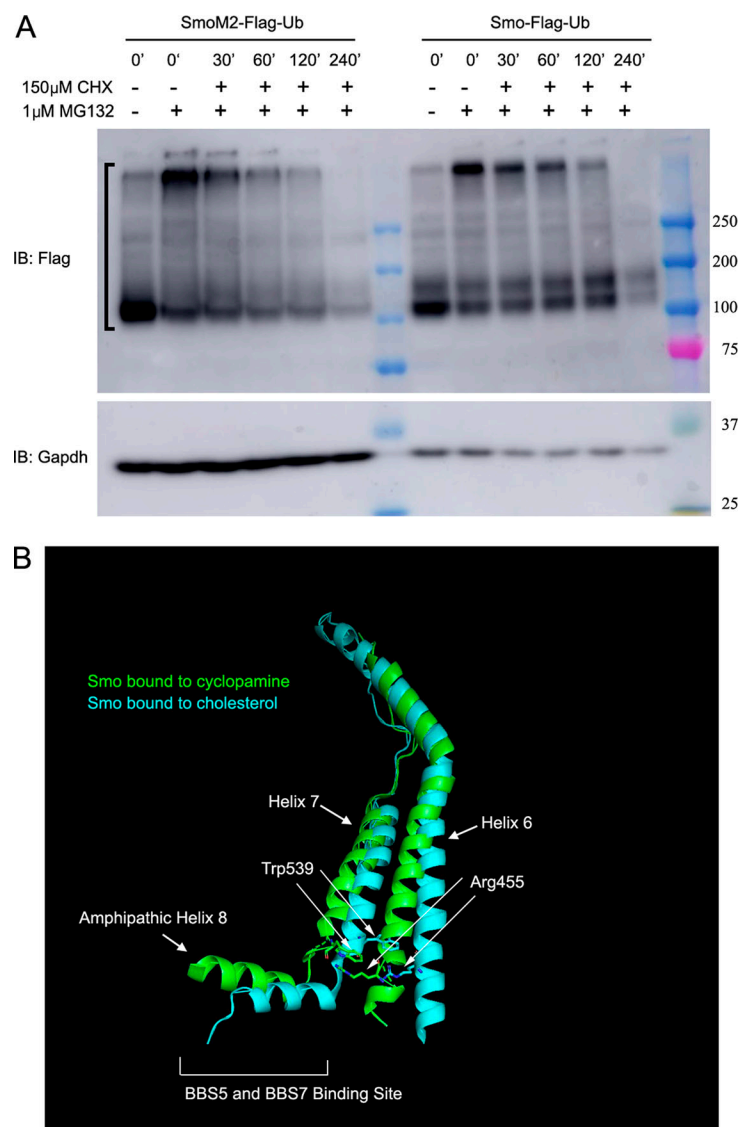 A
SmoM2-Flag-Ub Smo-Flag-Ub
0' 0' 30' 60' 120' 240' 0' 0' 30' 60' 120' 240'
150µM CHX - - + + + + - - + + + +
1µM MG132 - + + + + + - + + + + +
IB: Flag
250
200
100
75
IB: Gapdh
37
25
B
Smo bound to cyclopamine
Smo bound to cholesterol
Helix 7
Helix 6
Trp539
Arg455
Amphipathic Helix 8
BBS5 and BBS7 Binding Site